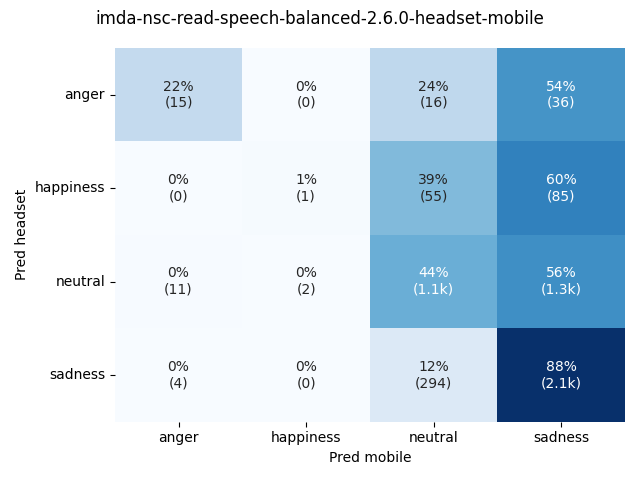 imda-nsc-read-speech-balanced-2.6.0-headset-mobile
Pred headset
anger
22%
(15)
0%
(0)
24%
(16)
54%
(36)
happiness
0%
(0)
1%
(1)
39%
(55)
60%
(85)
neutral
0%
(11)
0%
(2)
44%
(1.1k)
56%
(1.3k)
sadness
0%
(4)
0%
(0)
12%
(294)
88%
(2.1k)
anger
happiness
neutral
sadness
Pred mobile